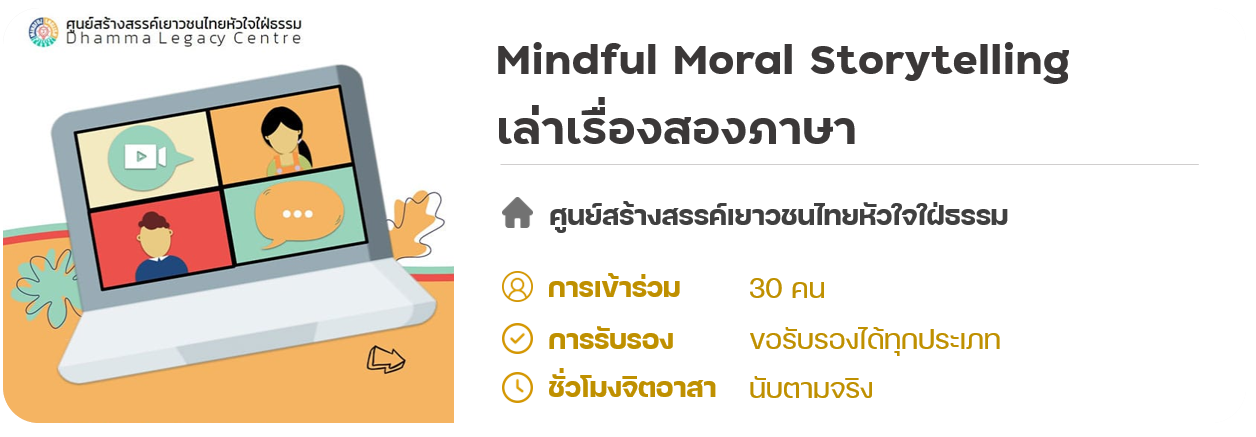 ศูนย์สร้างสรรค์เยาวชนไทยหัวใจใฝ่ธรรม
Dhamma Legacy Centre
Mindful Moral Storytelling
เล่าเรื่องสองภาษา
ศูนย์สร้างสรรค์เยาวชนไทยหัวใจใฝ่ธรรม
การเข้าร่วม 30 คน
การรับรอง ขอรับรองได้ทุกประเภท
ชั่วโมงจิตอาสา นับตามจริง